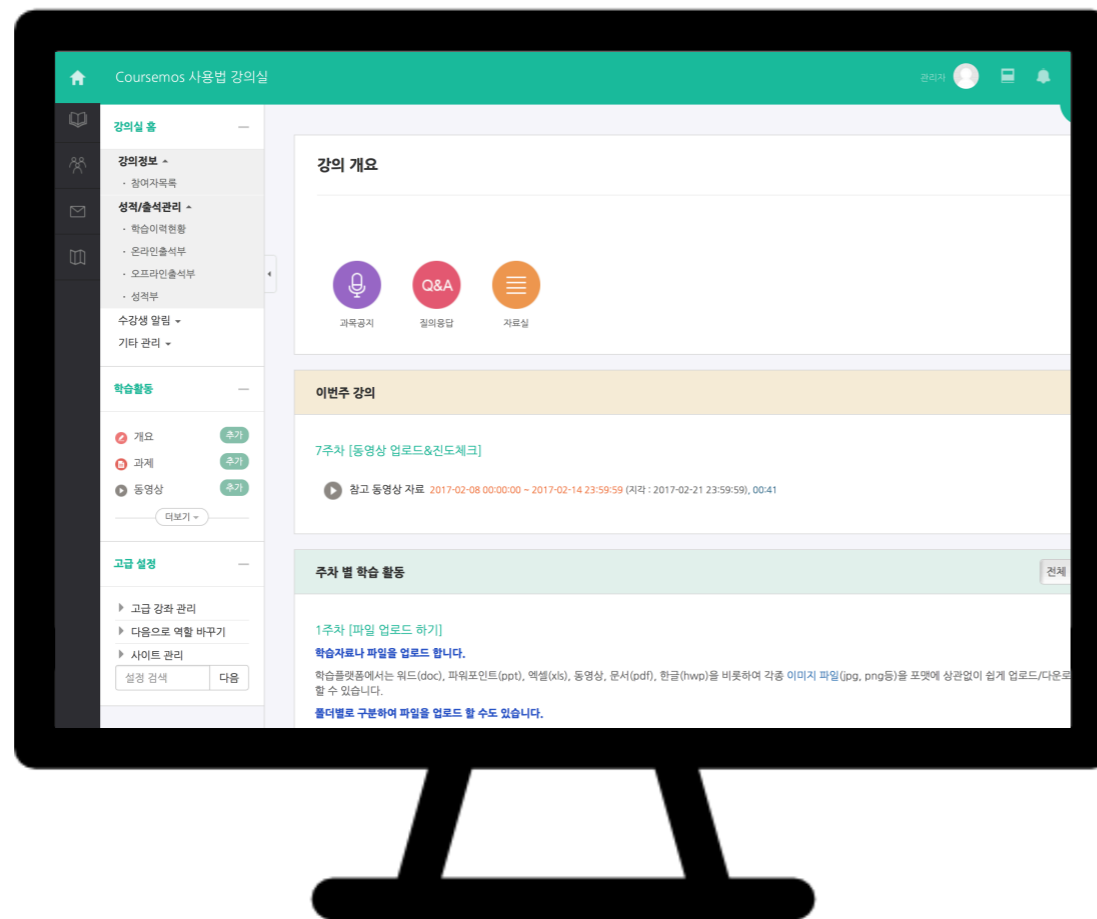 Coursemos 사용법 강의실
관리자
강의실 홈
강의정보
· 참여자목록
성적/출석관리
· 학습이력현황
· 온라인출석부
· 오프라인출석부
· 성적부
수강생 알림
기타 관리
학습활동
개요 추가
과제 추가
동영상 추가
더보기
고급 설정
고급 강좌 관리
다음으로 역할 바꾸기
사이트 관리
설정 검색 다음
강의 개요
Q&A
과목공지 질의응답 자료실
이번주 강의
7주차 [동영상 업로드&진도체크]
참고 동영상 자료 2017-02-08 00:00:00 ~ 2017-02-14 23:59:59 (지각 : 2017-02-21 23:59:59), 00:41
주차 별 학습 활동
전체
1주차 [파일 업로드 하기]
학습자료나 파일을 업로드 합니다.
학습플랫폼에서는 워드(doc), 파워포인트(ppt), 엑셀(xls), 동영상, 문서(pdf), 한글(hwp)을 비롯하여 각종 이미지 파일(jpg, png등)을 포맷에 상관없이 쉽게 업로드/다운로
할 수 있습니다.
폴더별로 구분하여 파일을 업로드 할 수도 있습니다.